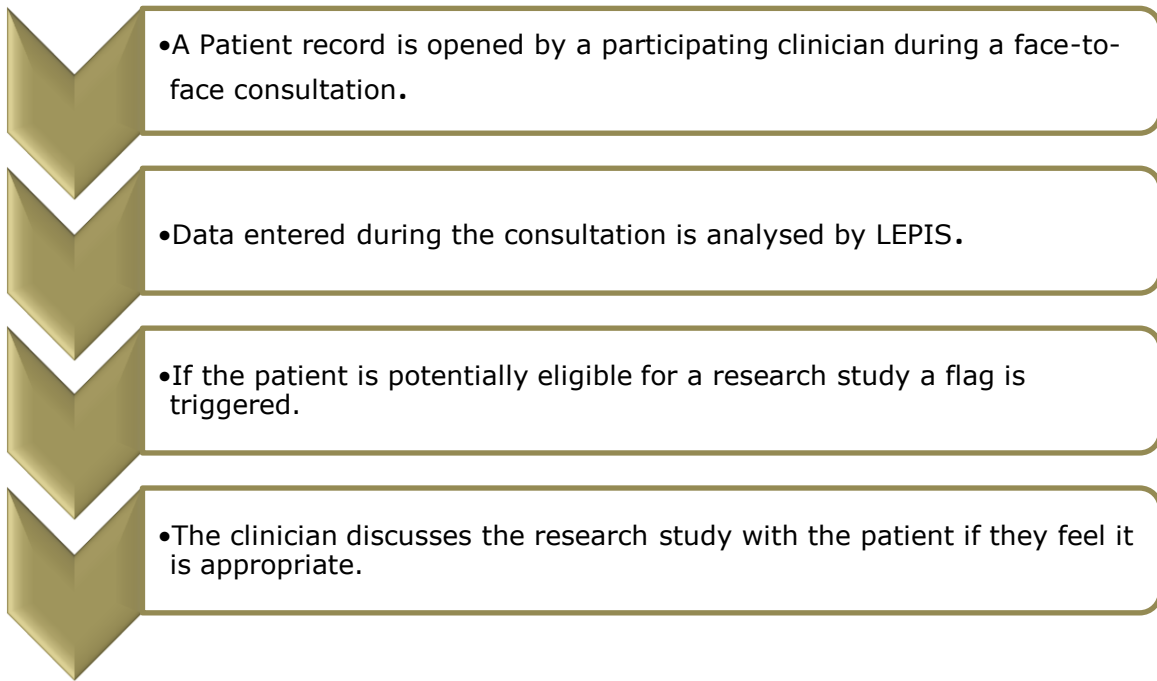 •A Patient record is opened by a participating clinician during a face-to-
face consultation.
•Data entered during the consultation is analysed by LEPIS.
•If the patient is potentially eligible for a research study a flag is
triggered.
•The clinician discusses the research study with the patient if they feel it
is appropriate.